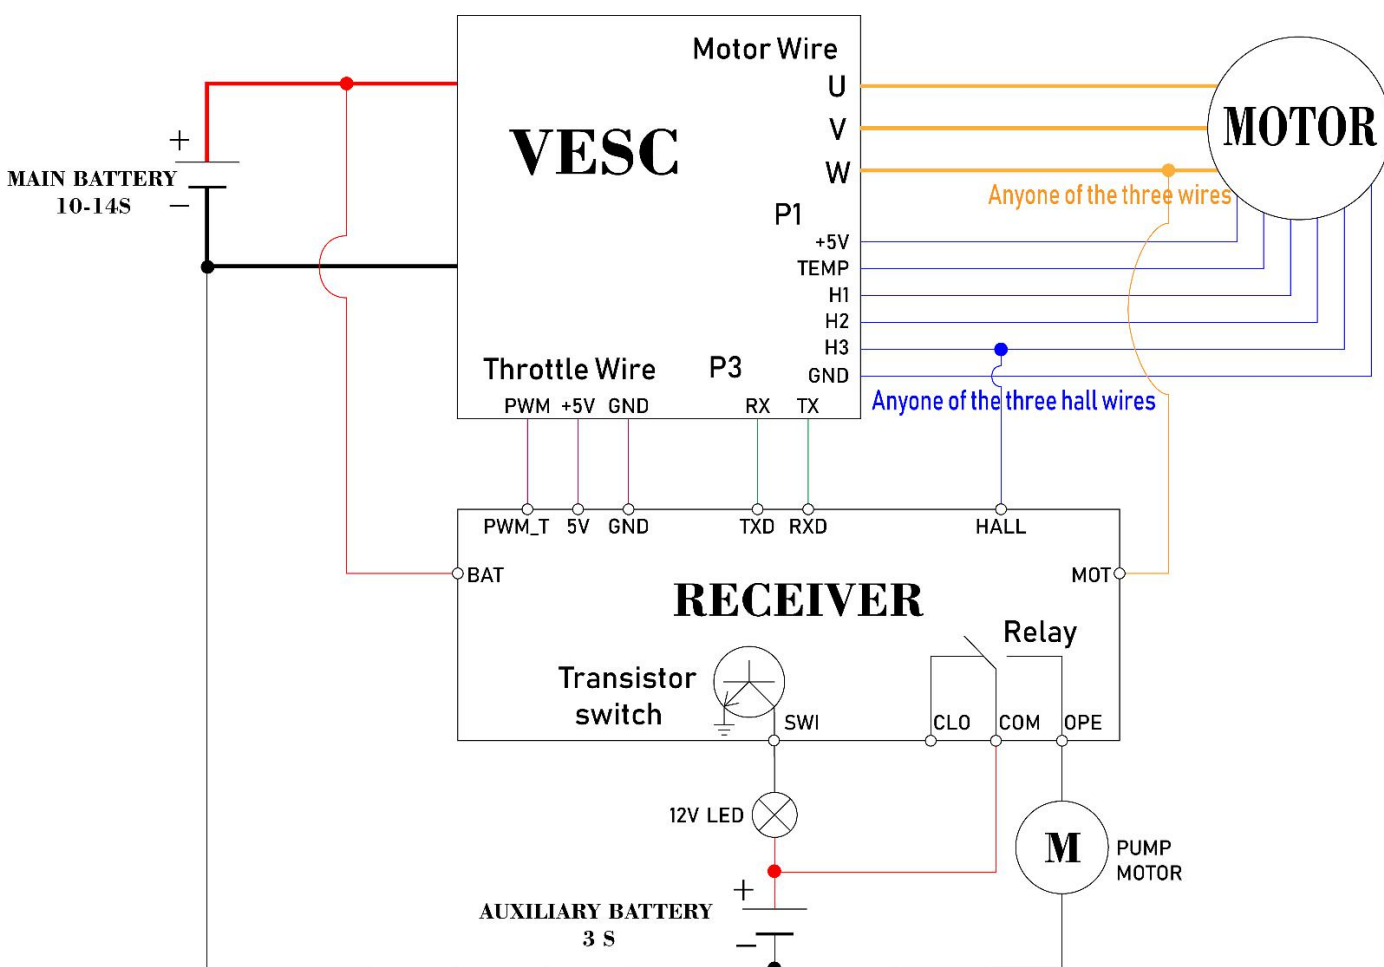 Motor Wire
U
V
W
VESC
MOTOR
Anyone of the three wires
+
MAIN BATTERY
10-14S
−
P1
+5V
TEMP
H1
H2
H3
GND
Throttle Wire
P3
PWM +5V GND RX TX
Anyone of the three hall wires
PWM_T 5V GND TXD RXD HALL
BAT
MOT
RECEIVER
Relay
Transistor
switch
SWI
CLO COM OPE
12V LED
M
PUMP
MOTOR
+
AUXILIARY BATTERY
3 S
−